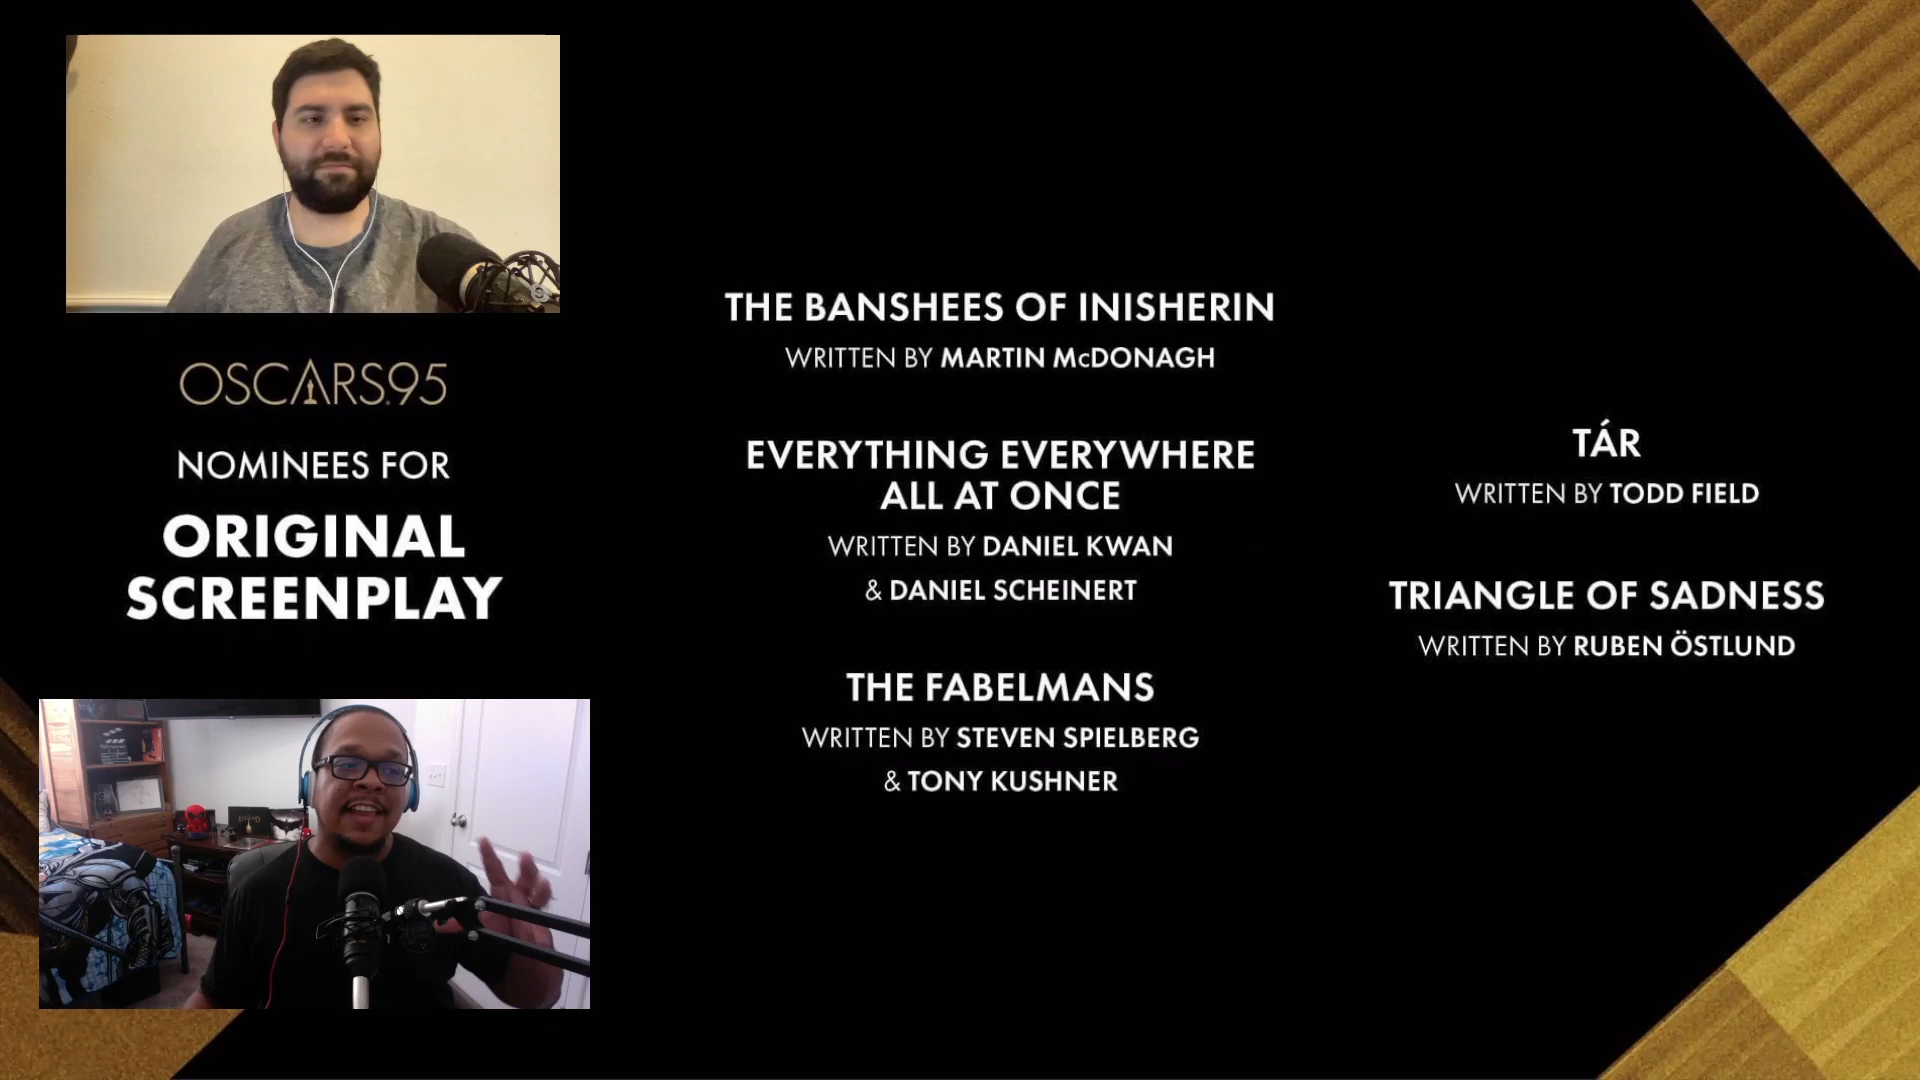 OSCARS95
NOMINEES FOR
ORIGINAL
SCREENPLAY
THE BANSHEES OF INISHERIN
WRITTEN BY MARTIN McDONAGH
EVERYTHING EVERYWHERE
ALL AT ONCE
WRITTEN BY DANIEL KWAN
& DANIEL SCHEINERT
THE FABELMANS
WRITTEN BY STEVEN SPIELBERG
& TONY KUSHNER
TÁR
WRITTEN BY TODD FIELD
TRIANGLE OF SADNESS
WRITTEN BY RUBEN ÖSTLUND